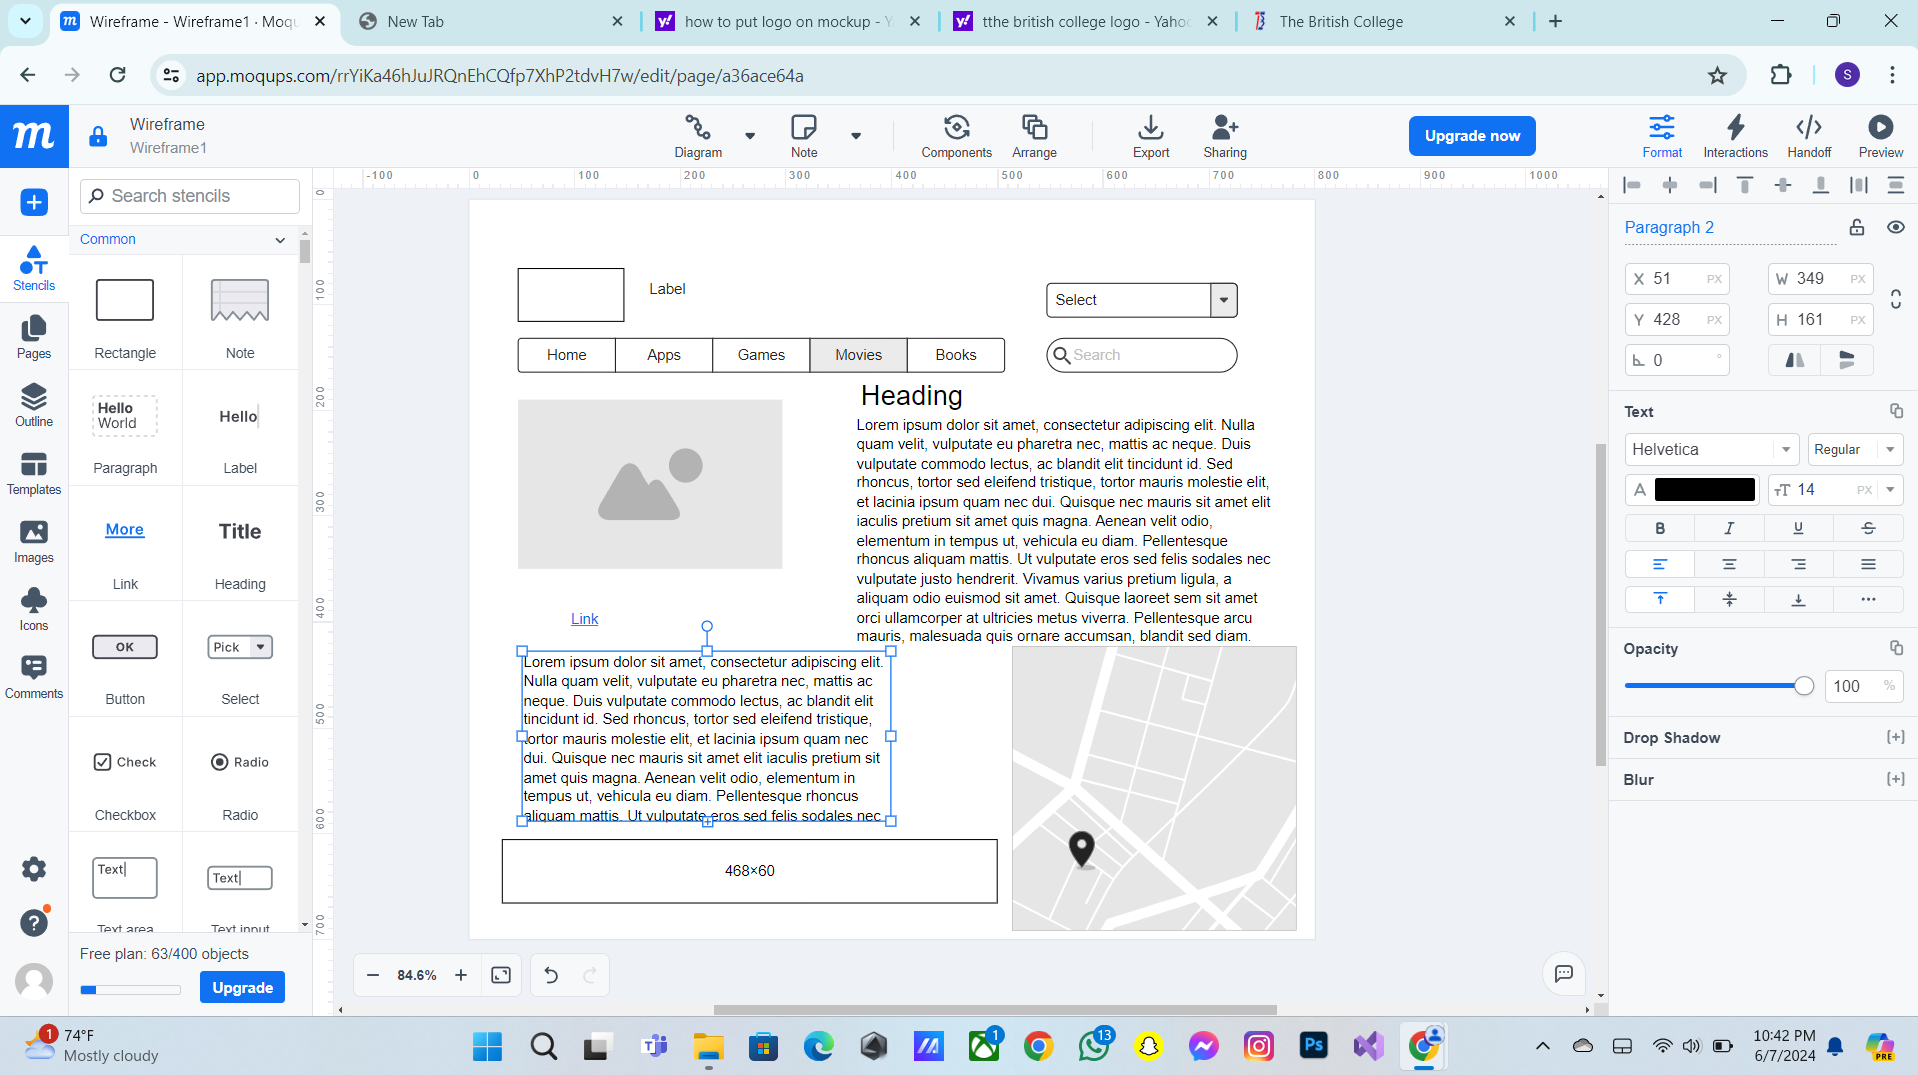 Wireframe - Wireframe1 · Moqu
New Tab
how to put logo on mockup - Y
tthe british college logo - Yahoo
The British College
app.moqups.com/rrYiKa46hJuJRQnEhCQfp7XhP2tdvH7w/edit/page/a36ace64a
S
m
Wireframe
Wireframe1
Diagram
Note
Components
Arrange
Export
Sharing
Upgrade now
Format
Interactions
Handoff
Preview
-100
0
100
200
300
400
500
600
700
800
900
1000
0
100
200
300
400
500
600
700
Stencils
Pages
Outline
Templates
Images
Icons
Comments
Search stencils
Common
Rectangle
Note
Hello
World
Hello
Paragraph
Label
More
Title
Link
Heading
OK
Pick
Button
Select
Check
Radio
Checkbox
Radio
Text
Text
Text area
Text input
Free plan: 63/400 objects
Upgrade
Label
Select
Home
Apps
Games
Movies
Books
Search
Heading
Lorem ipsum dolor sit amet, consectetur adipiscing elit. Nulla
quam velit, vulputate eu pharetra nec, mattis ac neque. Duis
vulputate commodo lectus, ac blandit elit tincidunt id. Sed
rhoncus, tortor sed eleifend tristique, tortor mauris molestie elit,
et lacinia ipsum quam nec dui. Quisque nec mauris sit amet elit
iaculis pretium sit amet quis magna. Aenean velit odio,
elementum in tempus ut, vehicula eu diam. Pellentesque
rhoncus aliquam mattis. Ut vulputate eros sed felis sodales nec
vulputate justo hendrerit. Vivamus varius pretium ligula, a
aliquam odio euismod sit amet. Quisque laoreet sem sit amet
orci ullamcorper at ultricies metus viverra. Pellentesque arcu
mauris, malesuada quis ornare accumsan, blandit sed diam.
Link
Lorem ipsum dolor sit amet, consectetur adipiscing elit.
Nulla quam velit, vulputate eu pharetra nec, mattis ac
neque. Duis vulputate commodo lectus, ac blandit elit
tincidunt id. Sed rhoncus, tortor sed eleifend tristique,
tortor mauris molestie elit, et lacinia ipsum quam nec
dui. Quisque nec mauris sit amet elit iaculis pretium sit
amet quis magna. Aenean velit odio, elementum in
tempus ut, vehicula eu diam. Pellentesque rhoncus
aliquam mattis. Ut vulputate eros sed felis sodales nec
468×60
84.6%
Paragraph 2
X 51 PX
W 349 PX
Y 428 PX
H 161 PX
0 °
Text
Helvetica
Regular
A
тT 14 PX
B
I
U
S
Opacity
100 %
Drop Shadow
[+]
Blur
[+]
1
74°F
Mostly cloudy
1
13
Ps
PRE
10:42 PM
6/7/2024